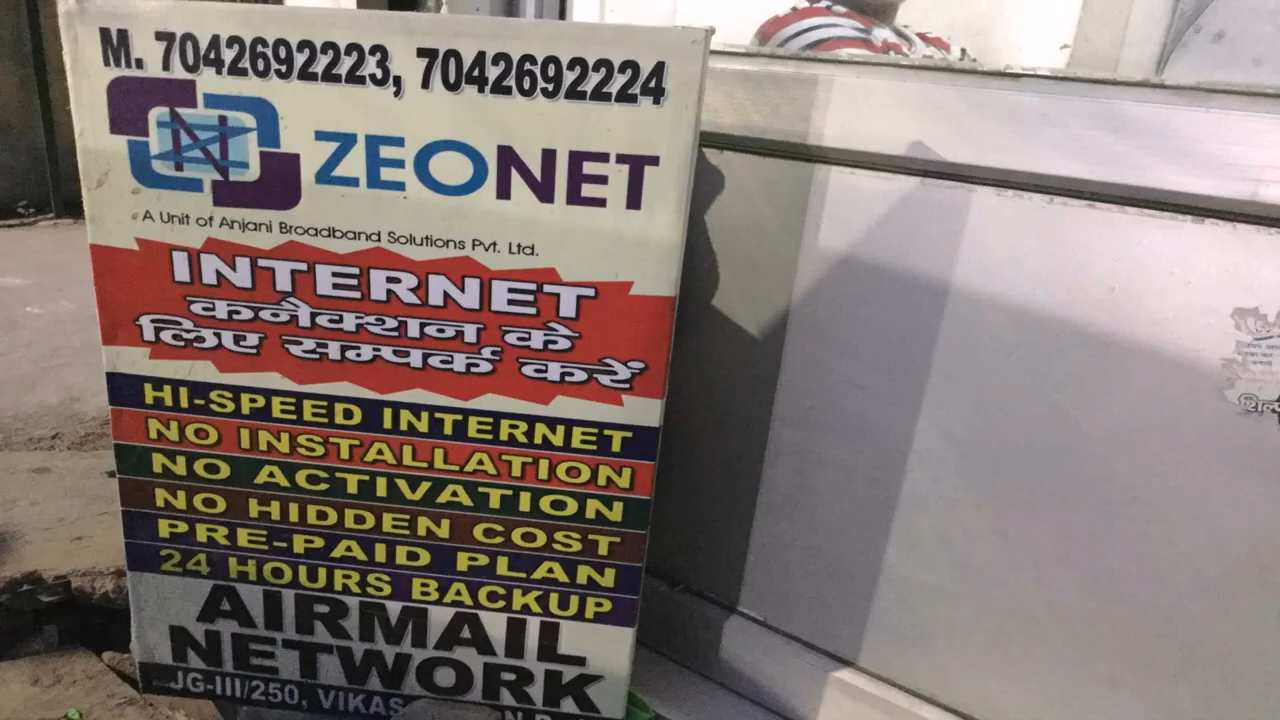 M. 7042692223, 7042692224
ZEONET
A Unit of Anjani Broadband Solutions Pvt. Ltd.
INTERNET
कनैक्शन के
लिए सम्पर्क करें
HI-SPEED INTERNET
NO INSTALLATION
NO ACTIVATION
NO HIDDEN COST
PRE-PAID PLAN
24 HOURS BACKUP
AIRMAIL
NETWORK
JG-III/250, VIKAS